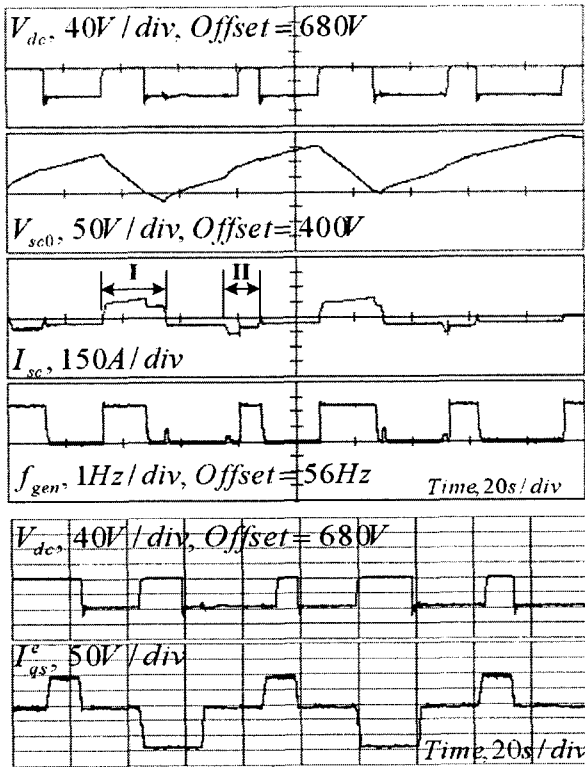 V_dc, 40V / div, Offset = 680V
V_sc0, 50V / div, Offset = 400V
I II
I_sc, 150A / div
f_gen, 1Hz / div, Offset = 56Hz
Time, 20s / div
V_dc, 40V / div, Offset = 680V
I^e_qs, 50V / div
Time, 20s / div